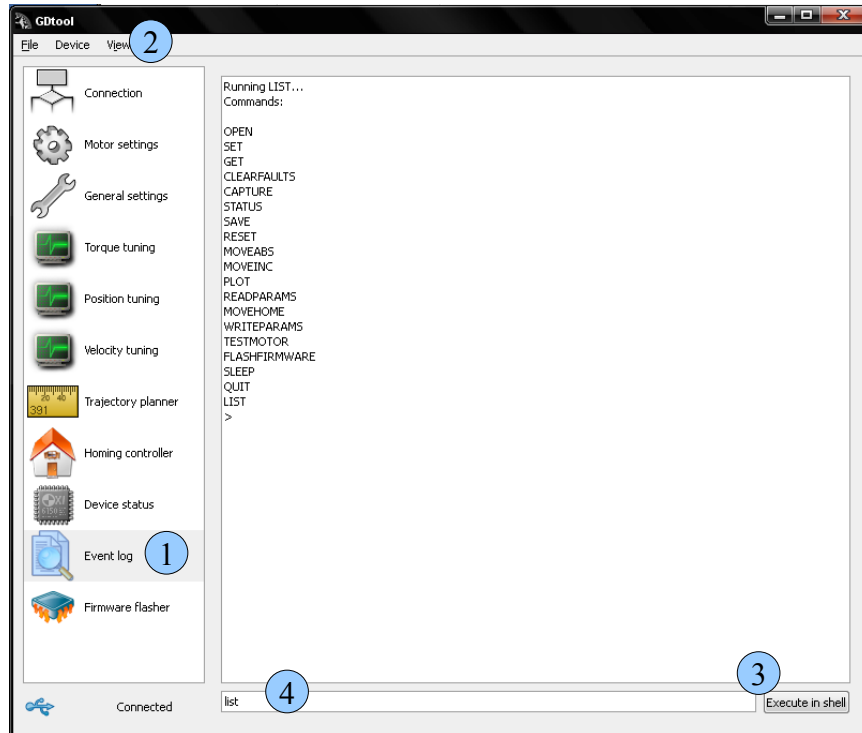 GDtool
File Device View
2
Connection
Motor settings
General settings
Torque tuning
Position tuning
Velocity tuning
20 40
391
Trajectory planner
Homing controller
Device status
Event log
1
Firmware flasher
Connected
Running LIST...
Commands:
OPEN
SET
GET
CLEARFAULTS
CAPTURE
STATUS
SAVE
RESET
MOVEABS
MOVEINC
PLOT
READPARAMS
MOVEHOME
WRITEPARAMS
TESTMOTOR
FLASHFIRMWARE
SLEEP
QUIT
LIST
>
list
4
3
Execute in shell